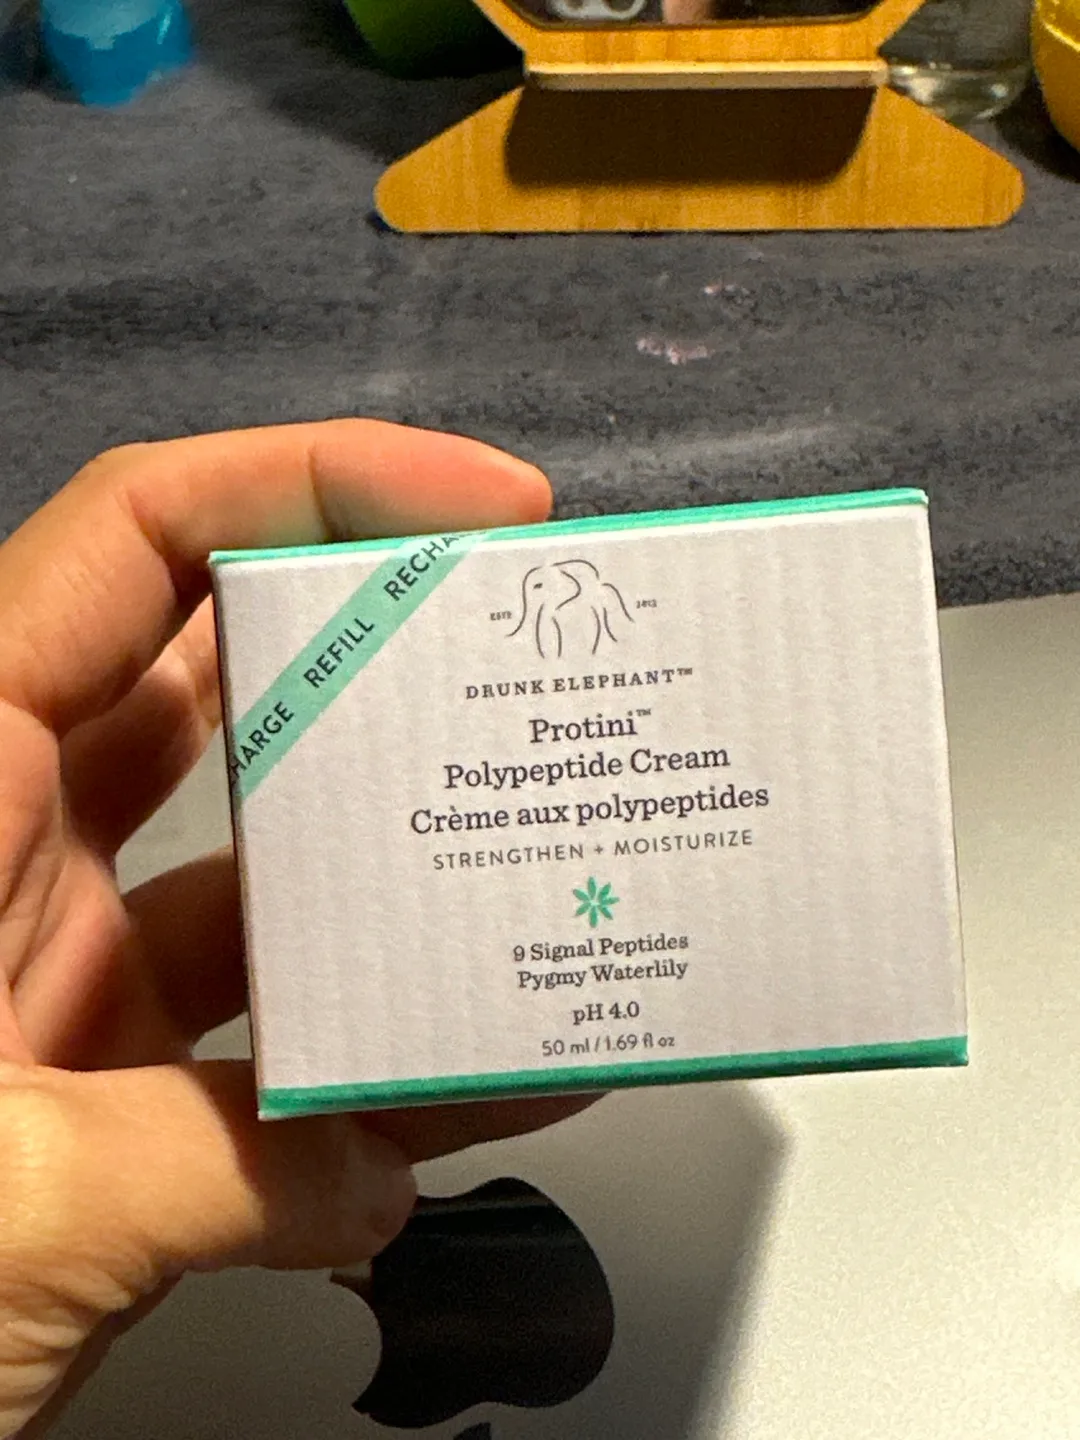 HARGE REFILL RECHA
ESTD 2012
DRUNK ELEPHANT™
Protini™
Polypeptide Cream
Crème aux polypeptides
STRENGTHEN + MOISTURIZE
9 Signal Peptides
Pygmy Waterlily
pH 4.0
50 ml / 1.69 fl oz